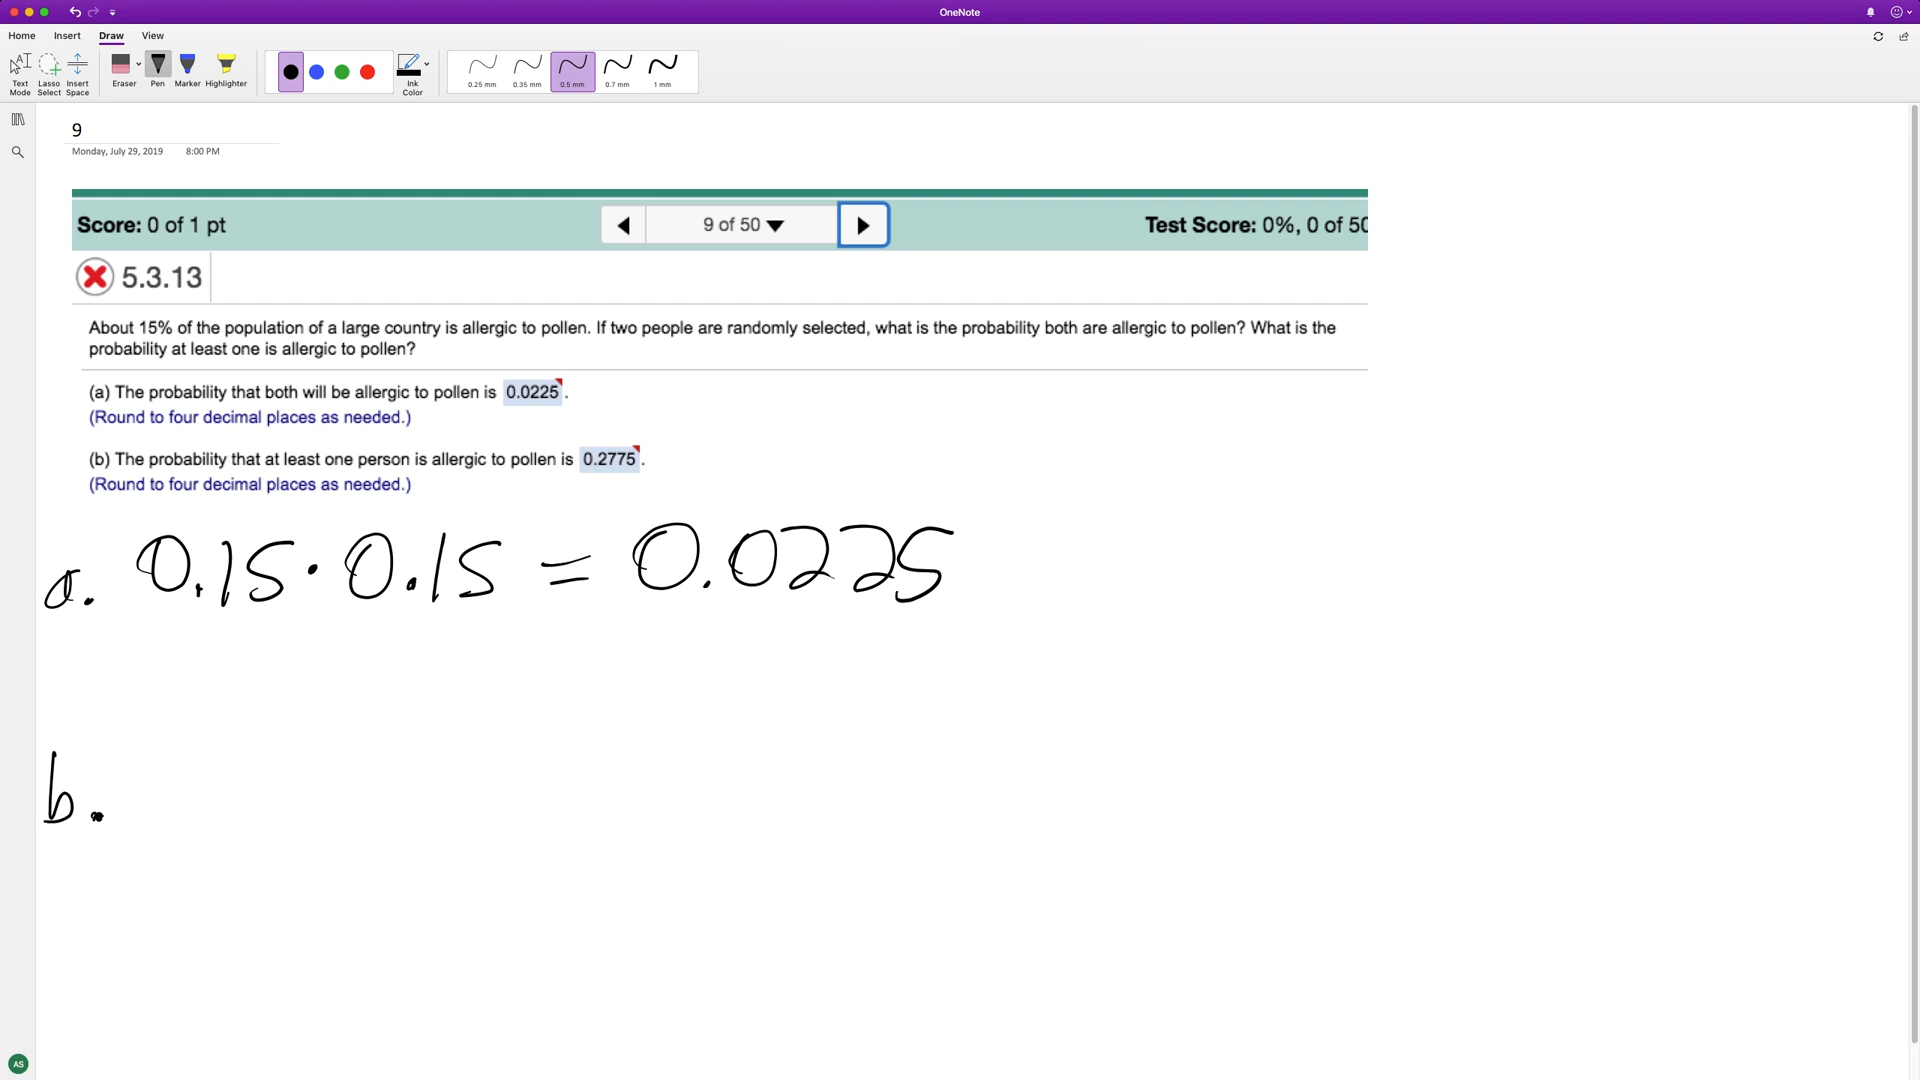 OneNote
Home Insert Draw View
Text Mode
Lasso Select
Insert Space
Eraser
Pen
Marker
Highlighter
Ink Color
0.25 mm
0.35 mm
0.5 mm
0.7 mm
1 mm
9
Monday, July 29, 2019 8:00 PM
Score: 0 of 1 pt
9 of 50
Test Score: 0%, 0 of 50
5.3.13
About 15% of the population of a large country is allergic to pollen. If two people are randomly selected, what is the probability both are allergic to pollen? What is the
probability at least one is allergic to pollen?
(a) The probability that both will be allergic to pollen is 0.0225.
(Round to four decimal places as needed.)
(b) The probability that at least one person is allergic to pollen is 0.2775.
(Round to four decimal places as needed.)
a. 0.15 · 0.15 = 0.0225
b.
AS